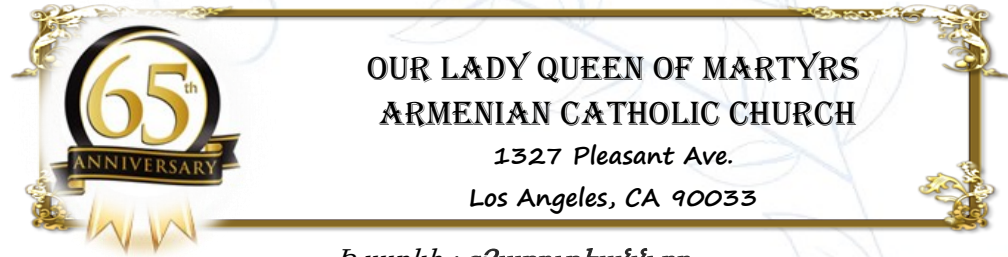 65th
ANNIVERSARY
OUR LADY QUEEN OF MARTYRS
ARMENIAN CATHOLIC CHURCH
1327 Pleasant Ave.
Los Angeles, CA 90033